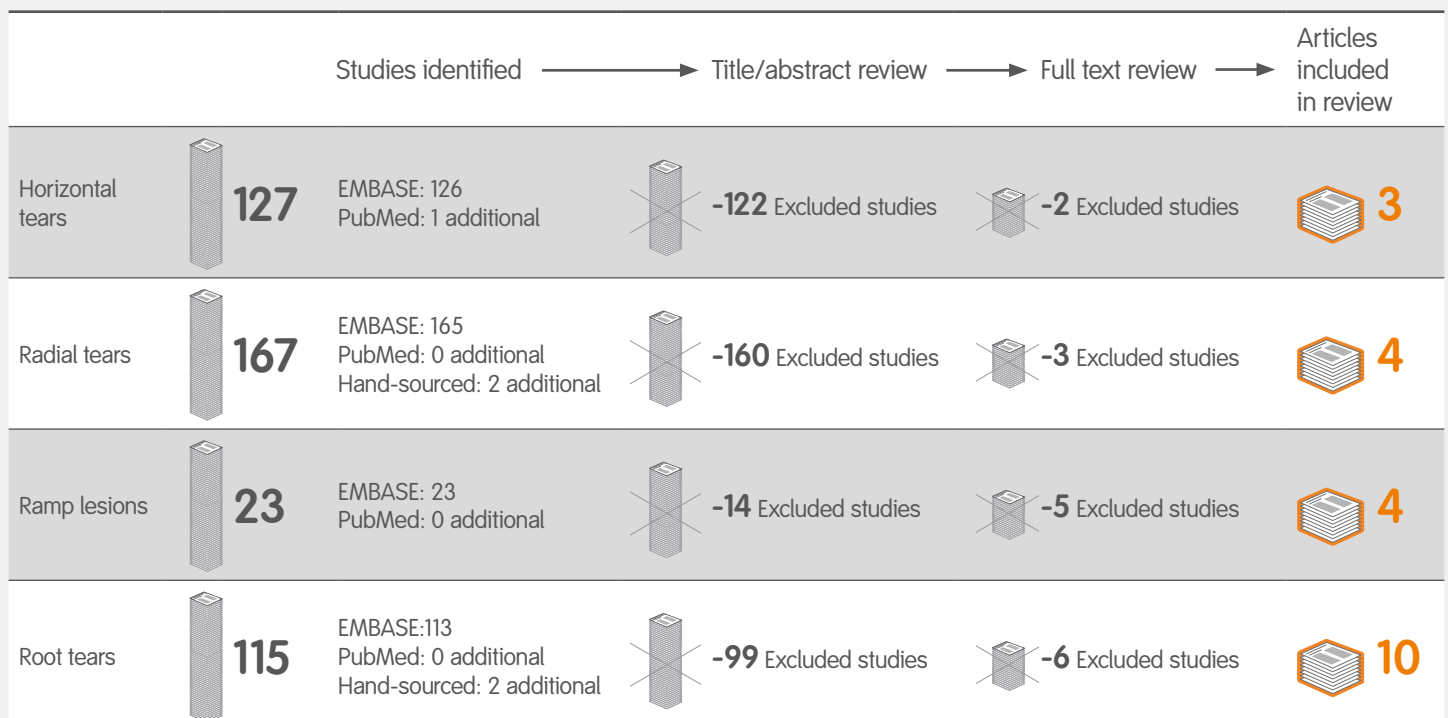 Studies identified
Title/abstract review
Full text review
Articles
included
in review
Horizontal
tears
127
EMBASE: 126
PubMed: 1 additional
-122 Excluded studies
-2 Excluded studies
3
Radial tears
167
EMBASE: 165
PubMed: 0 additional
Hand-sourced: 2 additional
-160 Excluded studies
-3 Excluded studies
4
Ramp lesions
23
EMBASE: 23
PubMed: 0 additional
-14 Excluded studies
-5 Excluded studies
4
Root tears
115
EMBASE:113
PubMed: 0 additional
Hand-sourced: 2 additional
-99 Excluded studies
-6 Excluded studies
10